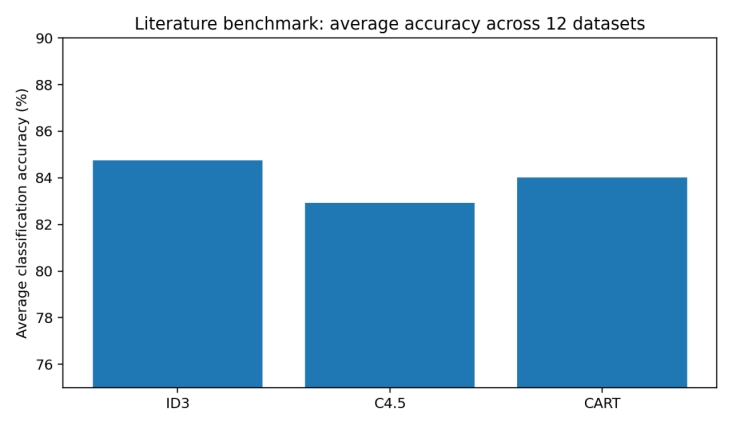 Literature benchmark: average accuracy across 12 datasets
Average classification accuracy (%)
90
88
86
84
82
80
78
76
ID3
C4.5
CART